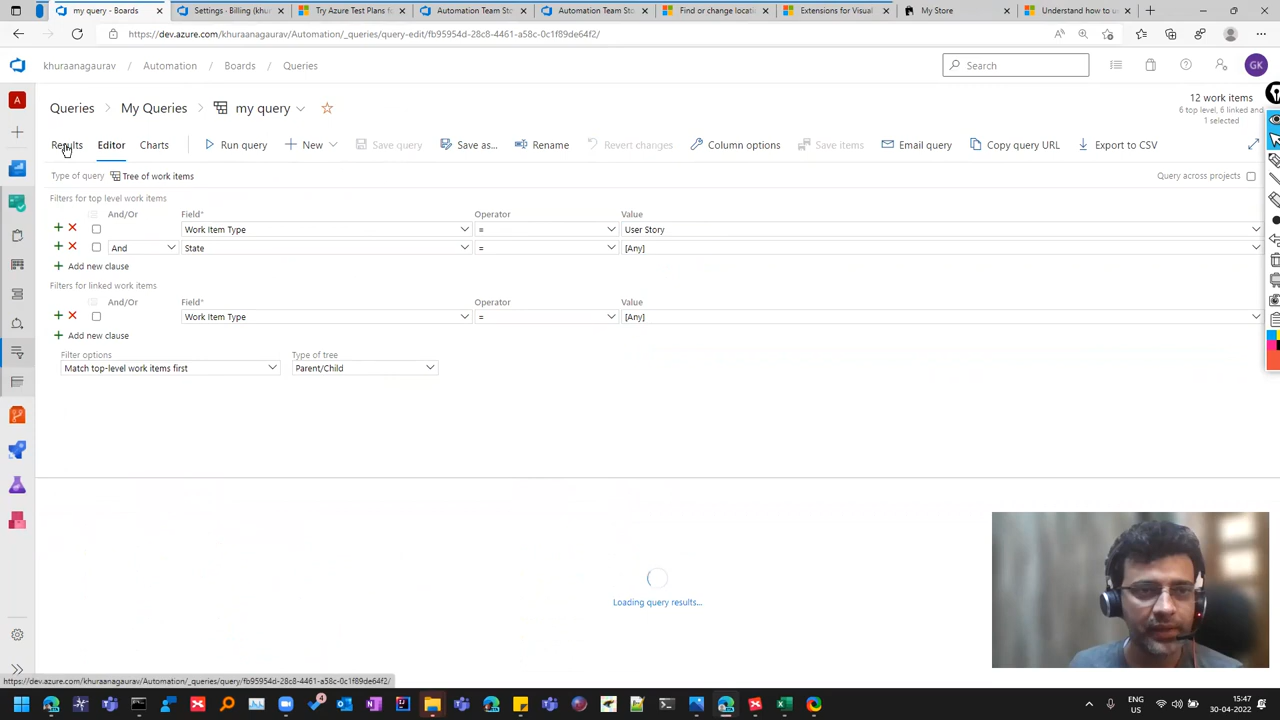 my query - Boards
Settings - Billing (khur
Try Azure Test Plans fo
Automation Team Sto
Automation Team Sto
Find or change locati
Extensions for Visual
My Store
Understand how to u
https://dev.azure.com/khuraanagaurav/Automation/_queries/query-edit/fb95954d-28c8-4461-a58c-0c1f89de64f2/
khuraanagaurav
Automation
Boards
Queries
Search
GK
A
Queries > My Queries > my query
12 work items
6 top level, 6 linked and
1 selected
Results Editor Charts Run query New Save query Save as... Rename Revert changes Column options Save items Email query Copy query URL Export to CSV
Type of query Tree of work items
Query across projects
Filters for top level work items
And/Or Field* Operator Value
Work Item Type = User Story
And State = [Any]
+ Add new clause
Filters for linked work items
And/Or Field* Operator Value
Work Item Type = [Any]
+ Add new clause
Filter options Type of tree
Match top-level work items first Parent/Child
Loading query results...
https://dev.azure.com/khuraanagaurav/Automation/_queries/query/fb95954d-28c8-4461-a58c-0c1f89de64f2/
ENG
US
15:47
30-04-2022